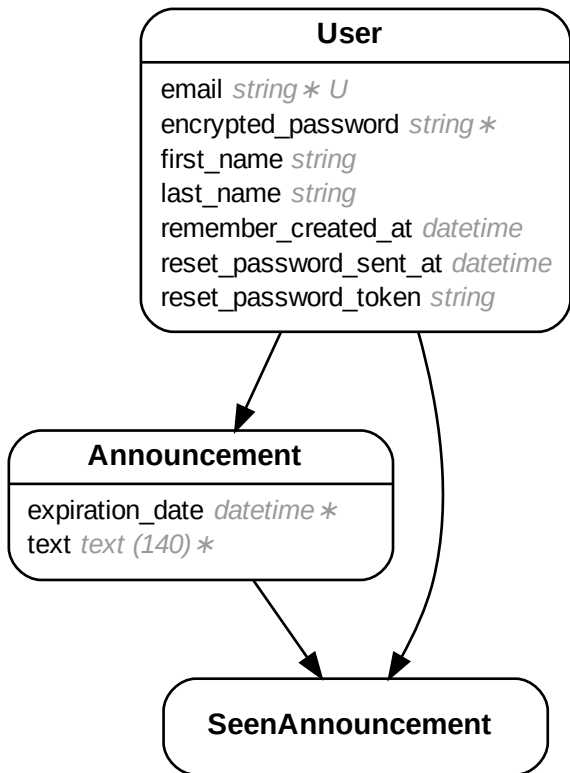 User
email string∗ U
encrypted_password string∗
first_name string
last_name string
remember_created_at datetime
reset_password_sent_at datetime
reset_password_token string
Announcement
expiration_date datetime∗
text text (140)∗
SeenAnnouncement